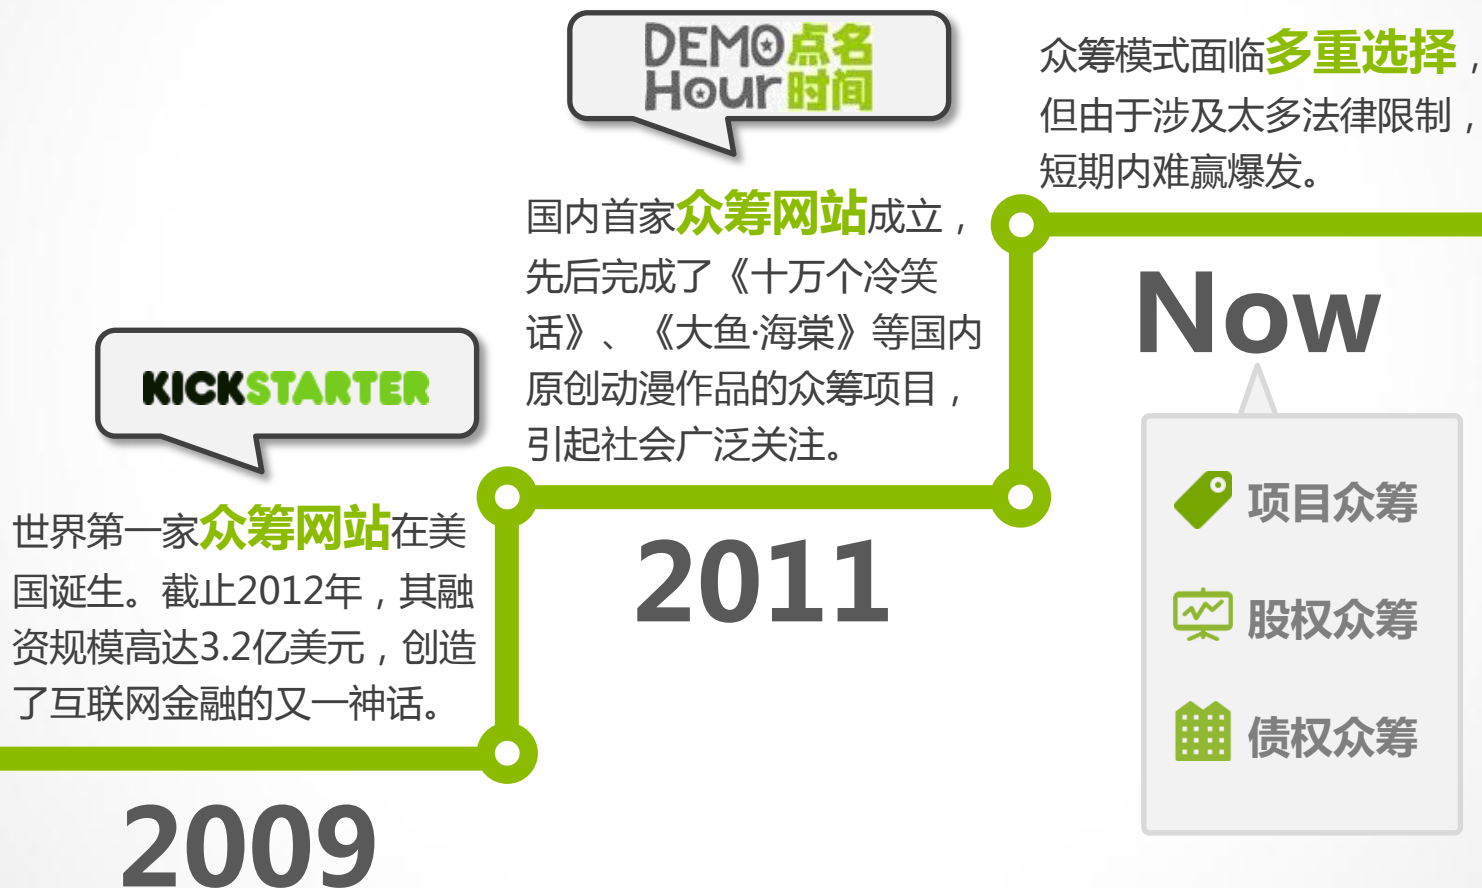 KICKSTARTER
世界第一家众筹网站在美
国诞生。截止2012年，其融
资规模高达3.2亿美元，创造
了互联网金融的又一神话。
2009
DEMO点名
Hour时间
国内首家众筹网站成立，
先后完成了《十万个冷笑
话》、《大鱼·海棠》等国内
原创动漫作品的众筹项目，
引起社会广泛关注。
2011
众筹模式面临多重选择，
但由于涉及太多法律限制，
短期内难赢爆发。
Now
项目众筹
股权众筹
债权众筹